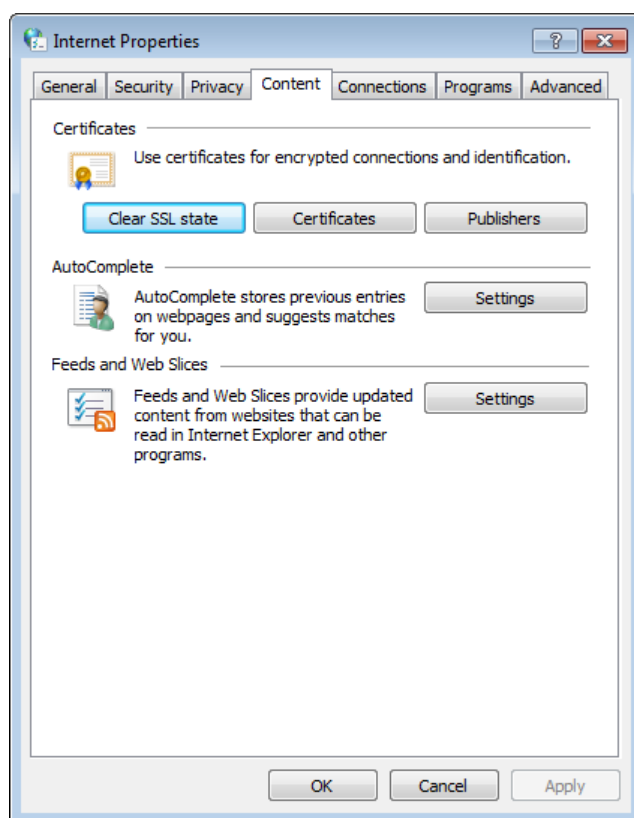 Internet Properties
General Security Privacy Content Connections Programs Advanced
Certificates
Use certificates for encrypted connections and identification.
Clear SSL state Certificates Publishers
AutoComplete
AutoComplete stores previous entries
on webpages and suggests matches
for you.
Settings
Feeds and Web Slices
Feeds and Web Slices provide updated
content from websites that can be
read in Internet Explorer and other
programs.
Settings
OK Cancel Apply